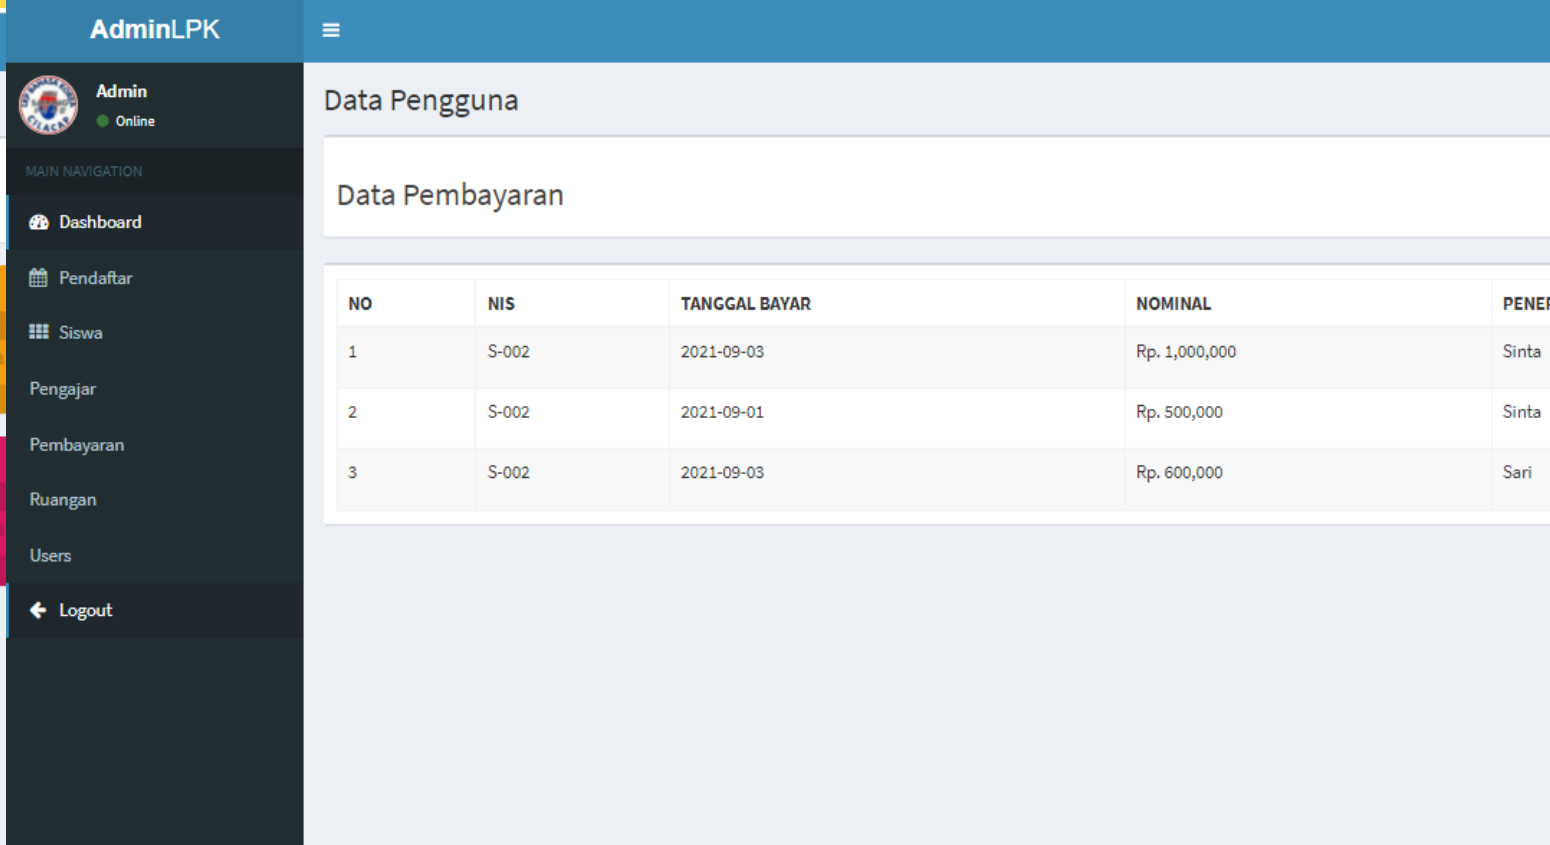 AdminLPK
Admin
Online
MAIN NAVIGATION
Dashboard
Pendaftar
Siswa
Pengajar
Pembayaran
Ruangan
Users
Logout
Data Pengguna
Data Pembayaran
NO NIS TANGGAL BAYAR NOMINAL
1 S-002 2021-09-03 Rp. 1,000,000 Sinta
2 S-002 2021-09-01 Rp. 500,000 Sinta
3 S-002 2021-09-03 Rp. 600,000 Sari